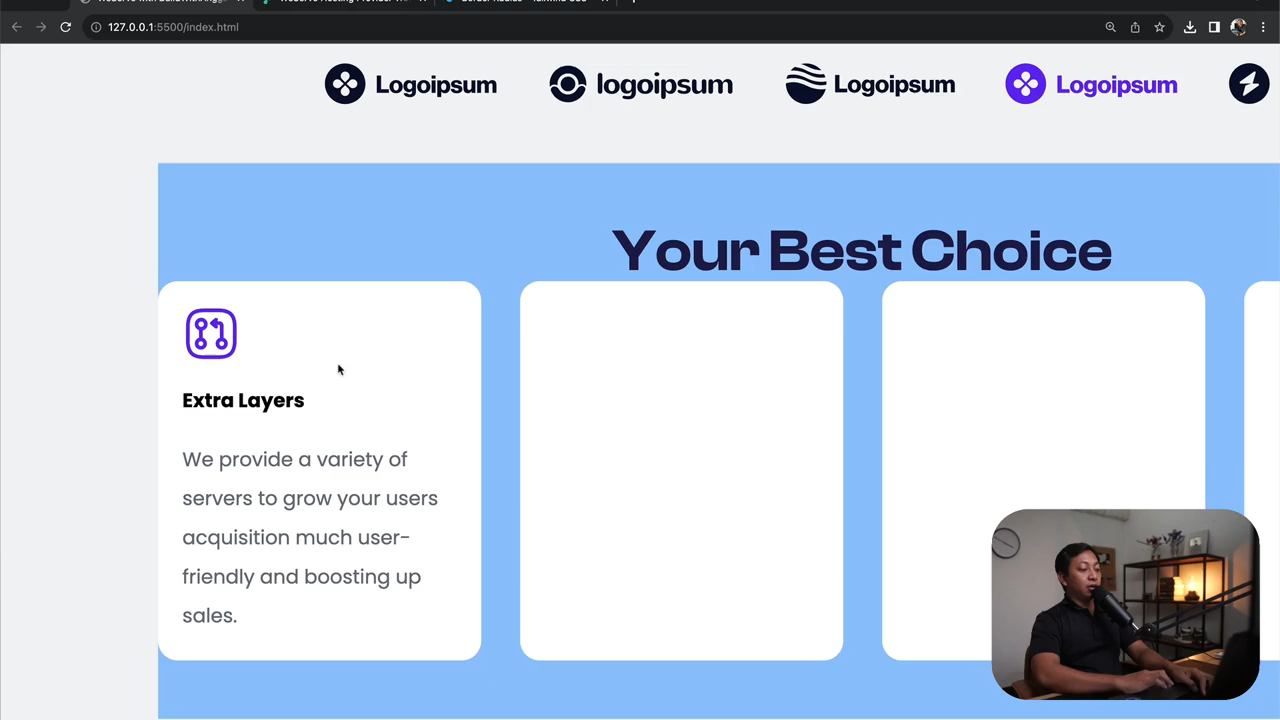 127.0.0.1:5500/index.html
Logoipsum
logoipsum
Logoipsum
Logoipsum
Your Best Choice
Extra Layers
We provide a variety of
servers to grow your users
acquisition much user-
friendly and boosting up
sales.